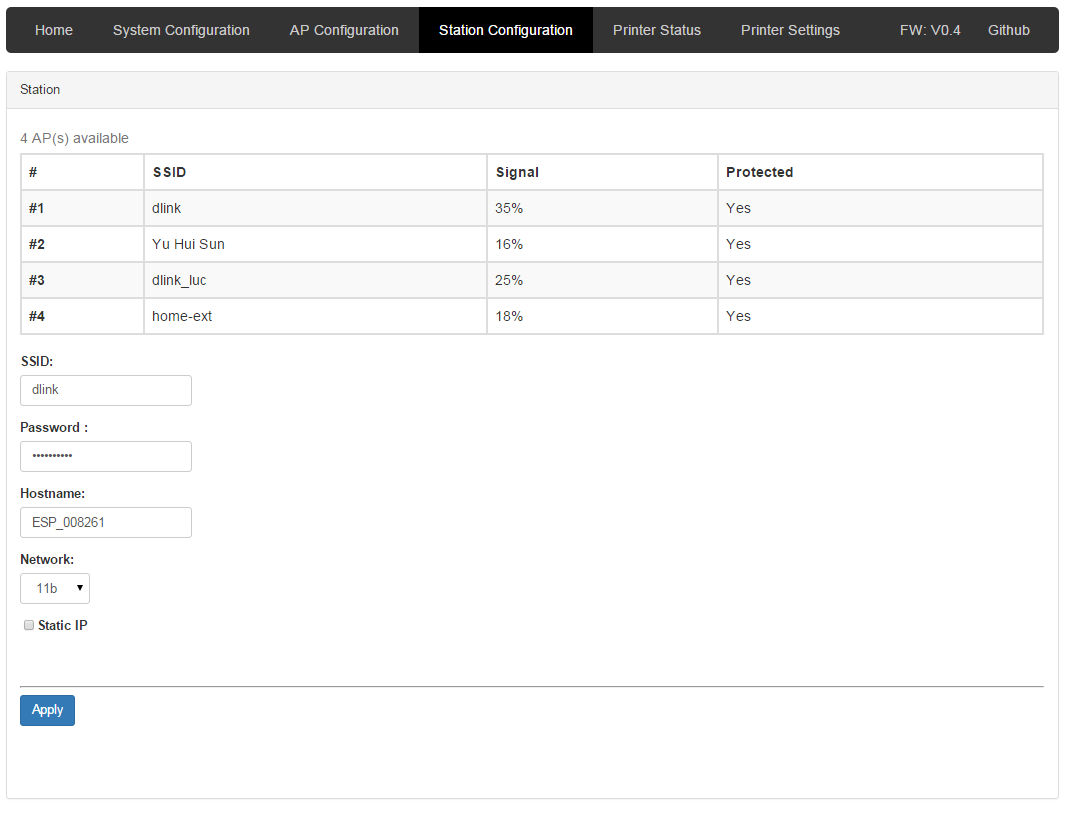 Home System Configuration AP Configuration Station Configuration Printer Status Printer Settings FW: V0.4 Github
Station
4 AP(s) available
# SSID Signal Protected
#1 dlink 35% Yes
#2 Yu Hui Sun 16% Yes
#3 dlink_luc 25% Yes
#4 home-ext 18% Yes
SSID:
dlink
Password :
••••••••••
Hostname:
ESP_008261
Network:
11b
Static IP
Apply